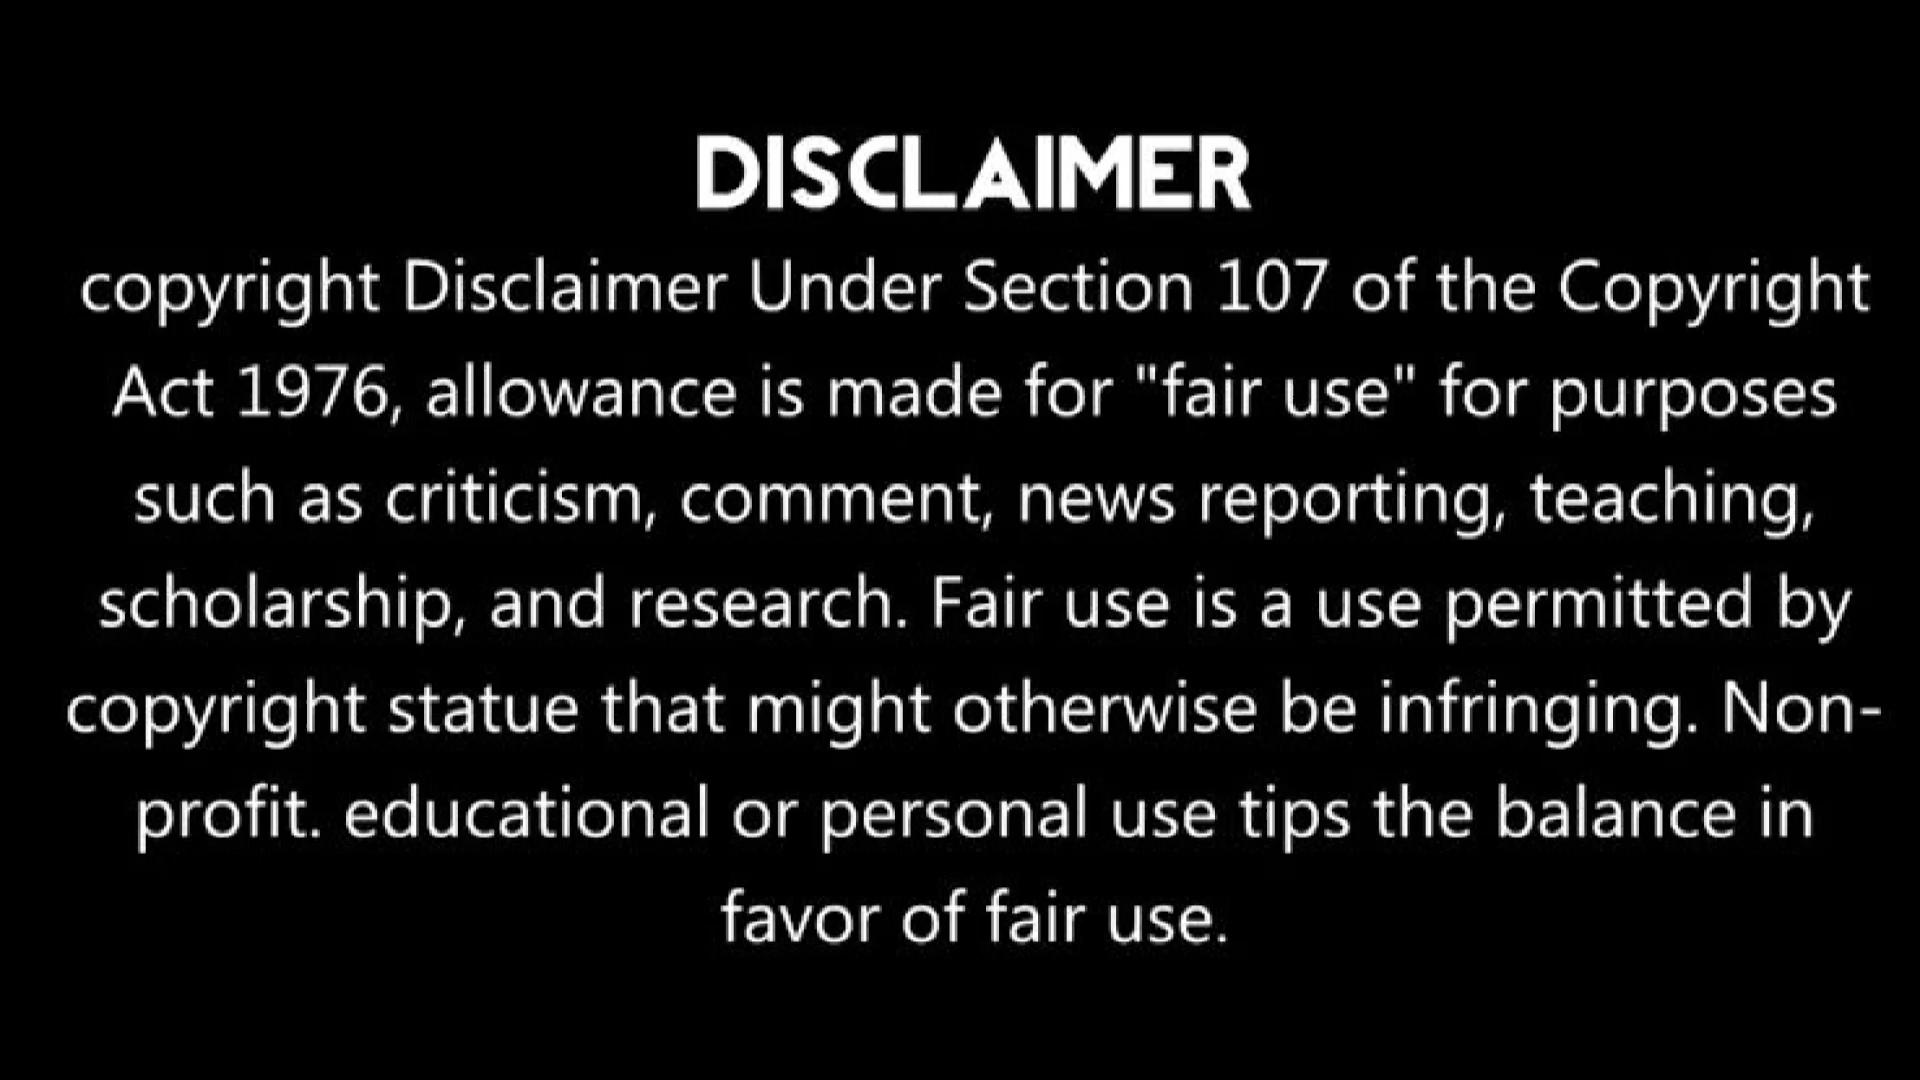 DISCLAIMER
copyright Disclaimer Under Section 107 of the Copyright
Act 1976, allowance is made for "fair use" for purposes
such as criticism, comment, news reporting, teaching,
scholarship, and research. Fair use is a use permitted by
copyright statue that might otherwise be infringing. Non-
profit. educational or personal use tips the balance in
favor of fair use.